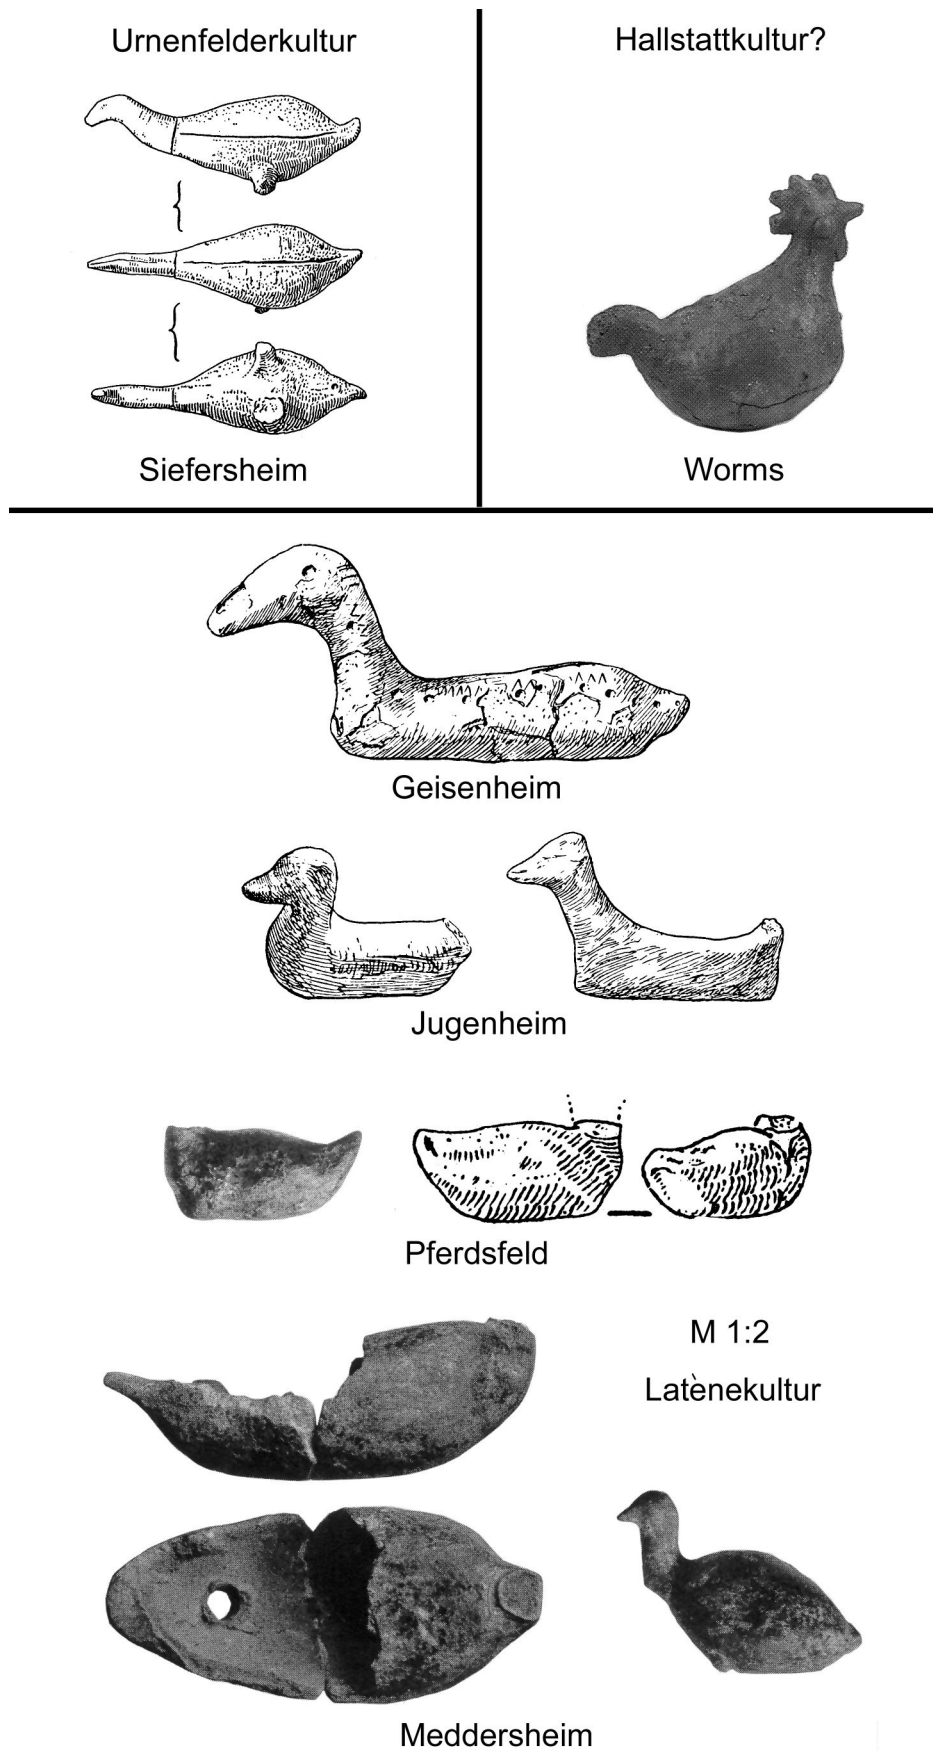 Urnenfelderkultur
Hallstattkultur?
Siefersheim
Worms
Geisenheim
Jugenheim
Pferdsfeld
M 1:2
Latènekultur
Meddersheim